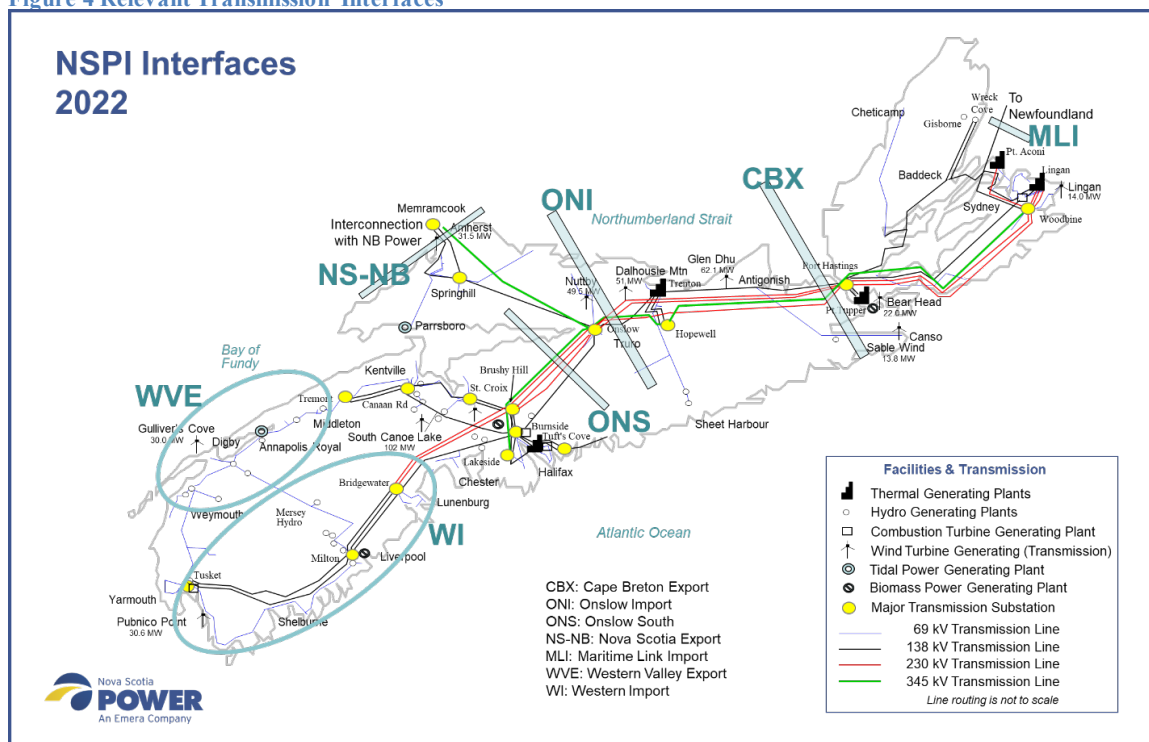 Figure 4 Relevant Transmission Interfaces
NSPI Interfaces
2022
Wreck
Cove
To
Newfoundland
Cheticamp
Gisborne
MLI
Pt. Aconi
Lingan
Baddeck
Lingan
14.0 MW
Sydney
Woodbine
CBX
ONI
Northumberland Strait
Memramcook
Interconnection
with NB Power
Amherst
31.5 MW
NS-NB
Springhill
Glen Dhu
62.1 MW
Dalhousie Mtn
51 MW
Trenton
Antigonish
Port Hastings
Nuttby
49.5 MW
Pt. Tupper
Bear Head
22.0 MW
Canso
Sable Wind
13.8 MW
Parrsboro
Onslow
Truro
Hopewell
Bay of
Fundy
Kentville
Brushy Hill
St. Croix
WVE
Tremont
Canaan Rd
ONS
Sheet Harbour
Middleton
Burnside
Tuft's Cove
Gulliver's Cove
30.0 MW
Digby
Annapolis Royal
South Canoe Lake
102 MW
Lakeside
Halifax
Chester
Bridgewater
Lunenburg
Weymouth
Mersey
Hydro
WI
Atlantic Ocean
Milton
Liverpool
Tusket
Yarmouth
Pubnico Point
30.6 MW
Shelburne
CBX: Cape Breton Export
ONI: Onslow Import
ONS: Onslow South
NS-NB: Nova Scotia Export
MLI: Maritime Link Import
WVE: Western Valley Export
WI: Western Import
Facilities & Transmission
Thermal Generating Plants
Hydro Generating Plants
Combustion Turbine Generating Plant
Wind Turbine Generating (Transmission)
Tidal Power Generating Plant
Biomass Power Generating Plant
Major Transmission Substation
69 kV Transmission Line
138 kV Transmission Line
230 kV Transmission Line
345 kV Transmission Line
Line routing is not to scale
Nova Scotia
POWER
An Emera Company